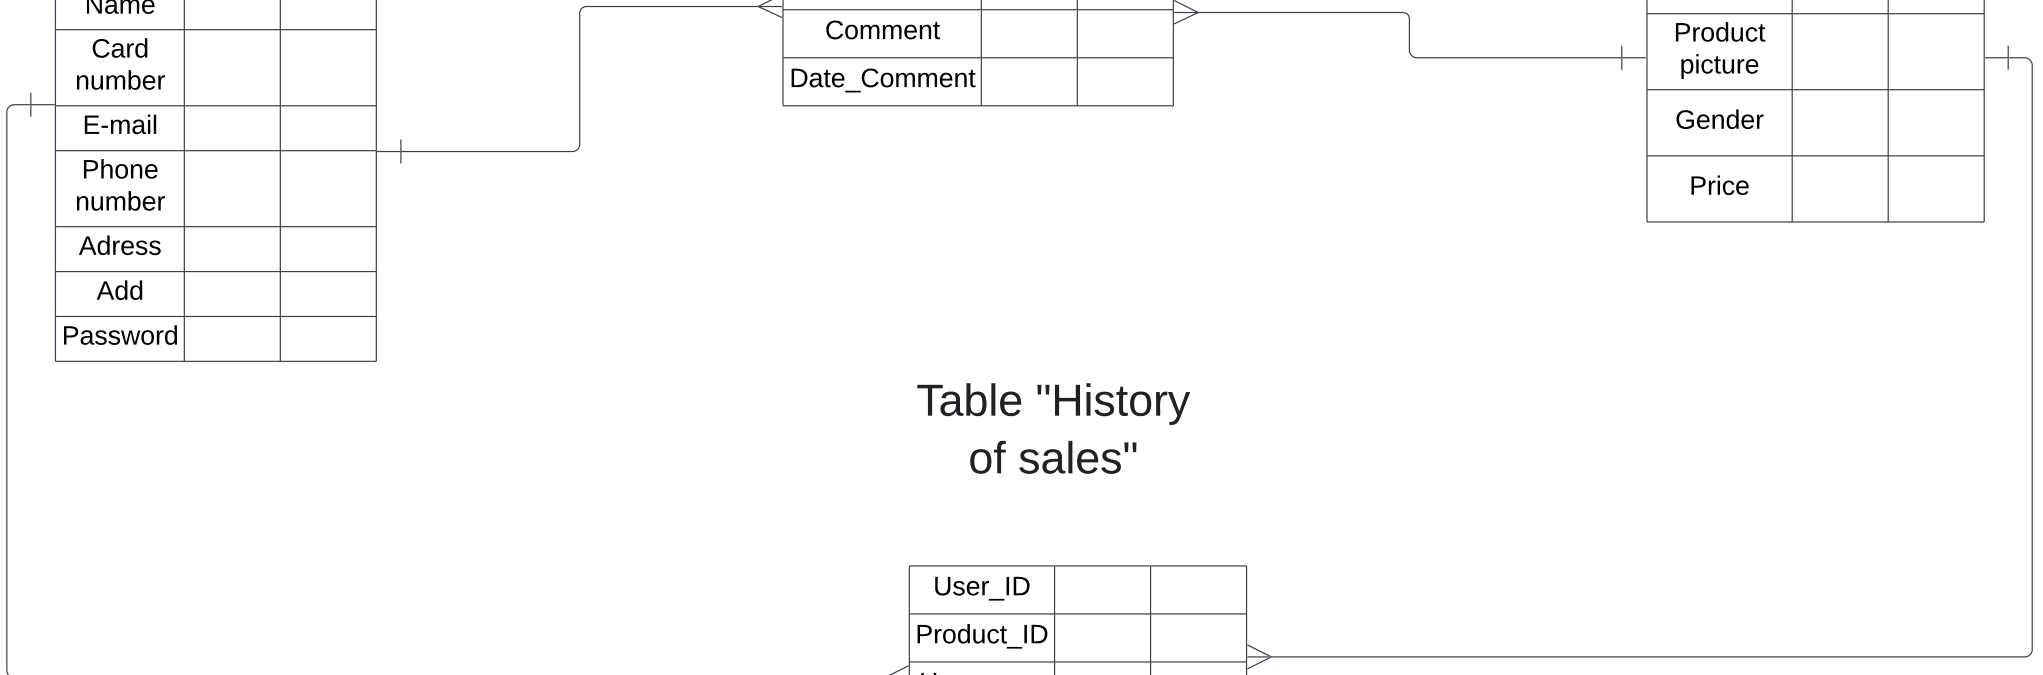 Name
Card
number
E-mail
Phone
number
Adress
Add
Password
Comment
Date_Comment
Product
picture
Gender
Price
Table "History
of sales"
User_ID
Product_ID